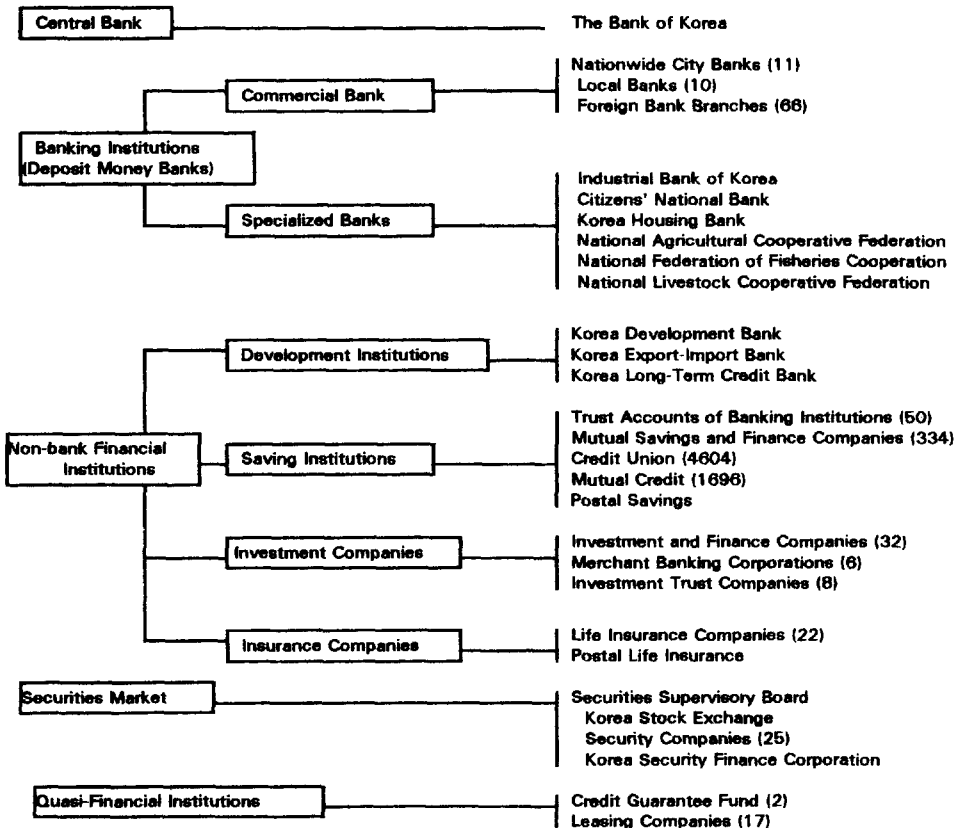 Central Bank
The Bank of Korea
Commercial Bank
Nationwide City Banks (11)
Local Banks (10)
Foreign Bank Branches (66)
Banking Institutions
(Deposit Money Banks)
Specialized Banks
Industrial Bank of Korea
Citizens' National Bank
Korea Housing Bank
National Agricultural Cooperative Federation
National Federation of Fisheries Cooperation
National Livestock Cooperative Federation
Development Institutions
Korea Development Bank
Korea Export-Import Bank
Korea Long-Term Credit Bank
Non-bank Financial
Institutions
Saving Institutions
Trust Accounts of Banking Institutions (50)
Mutual Savings and Finance Companies (334)
Credit Union (4604)
Mutual Credit (1696)
Postal Savings
Investment Companies
Investment and Finance Companies (32)
Merchant Banking Corporations (6)
Investment Trust Companies (8)
Insurance Companies
Life Insurance Companies (22)
Postal Life Insurance
Securities Market
Securities Supervisory Board
Korea Stock Exchange
Security Companies (25)
Korea Security Finance Corporation
Quasi-Financial Institutions
Credit Guarantee Fund (2)
Leasing Companies (17)